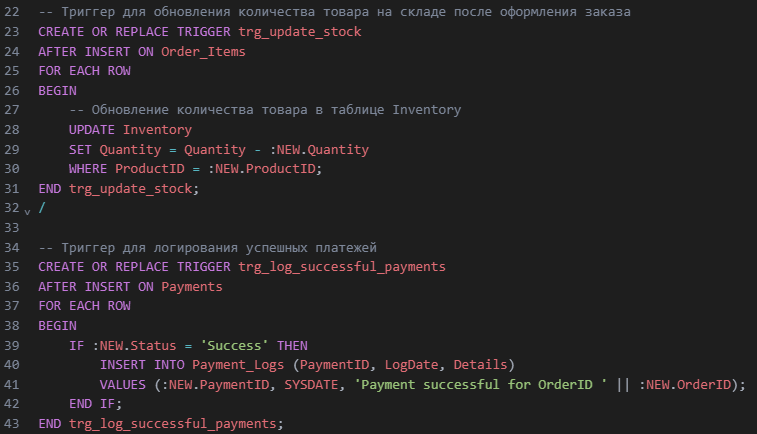 22 -- Триггер для обновления количества товара на складе после оформления заказа
23 CREATE OR REPLACE TRIGGER trg_update_stock
24 AFTER INSERT ON Order_Items
25 FOR EACH ROW
26 BEGIN
27     -- Обновление количества товара в таблице Inventory
28     UPDATE Inventory
29     SET Quantity = Quantity - :NEW.Quantity
30     WHERE ProductID = :NEW.ProductID;
31 END trg_update_stock;
32 /
33
34 -- Триггер для логирования успешных платежей
35 CREATE OR REPLACE TRIGGER trg_log_successful_payments
36 AFTER INSERT ON Payments
37 FOR EACH ROW
38 BEGIN
39     IF :NEW.Status = 'Success' THEN
40         INSERT INTO Payment_Logs (PaymentID, LogDate, Details)
41         VALUES (:NEW.PaymentID, SYSDATE, 'Payment successful for OrderID ' || :NEW.OrderID);
42     END IF;
43 END trg_log_successful_payments;